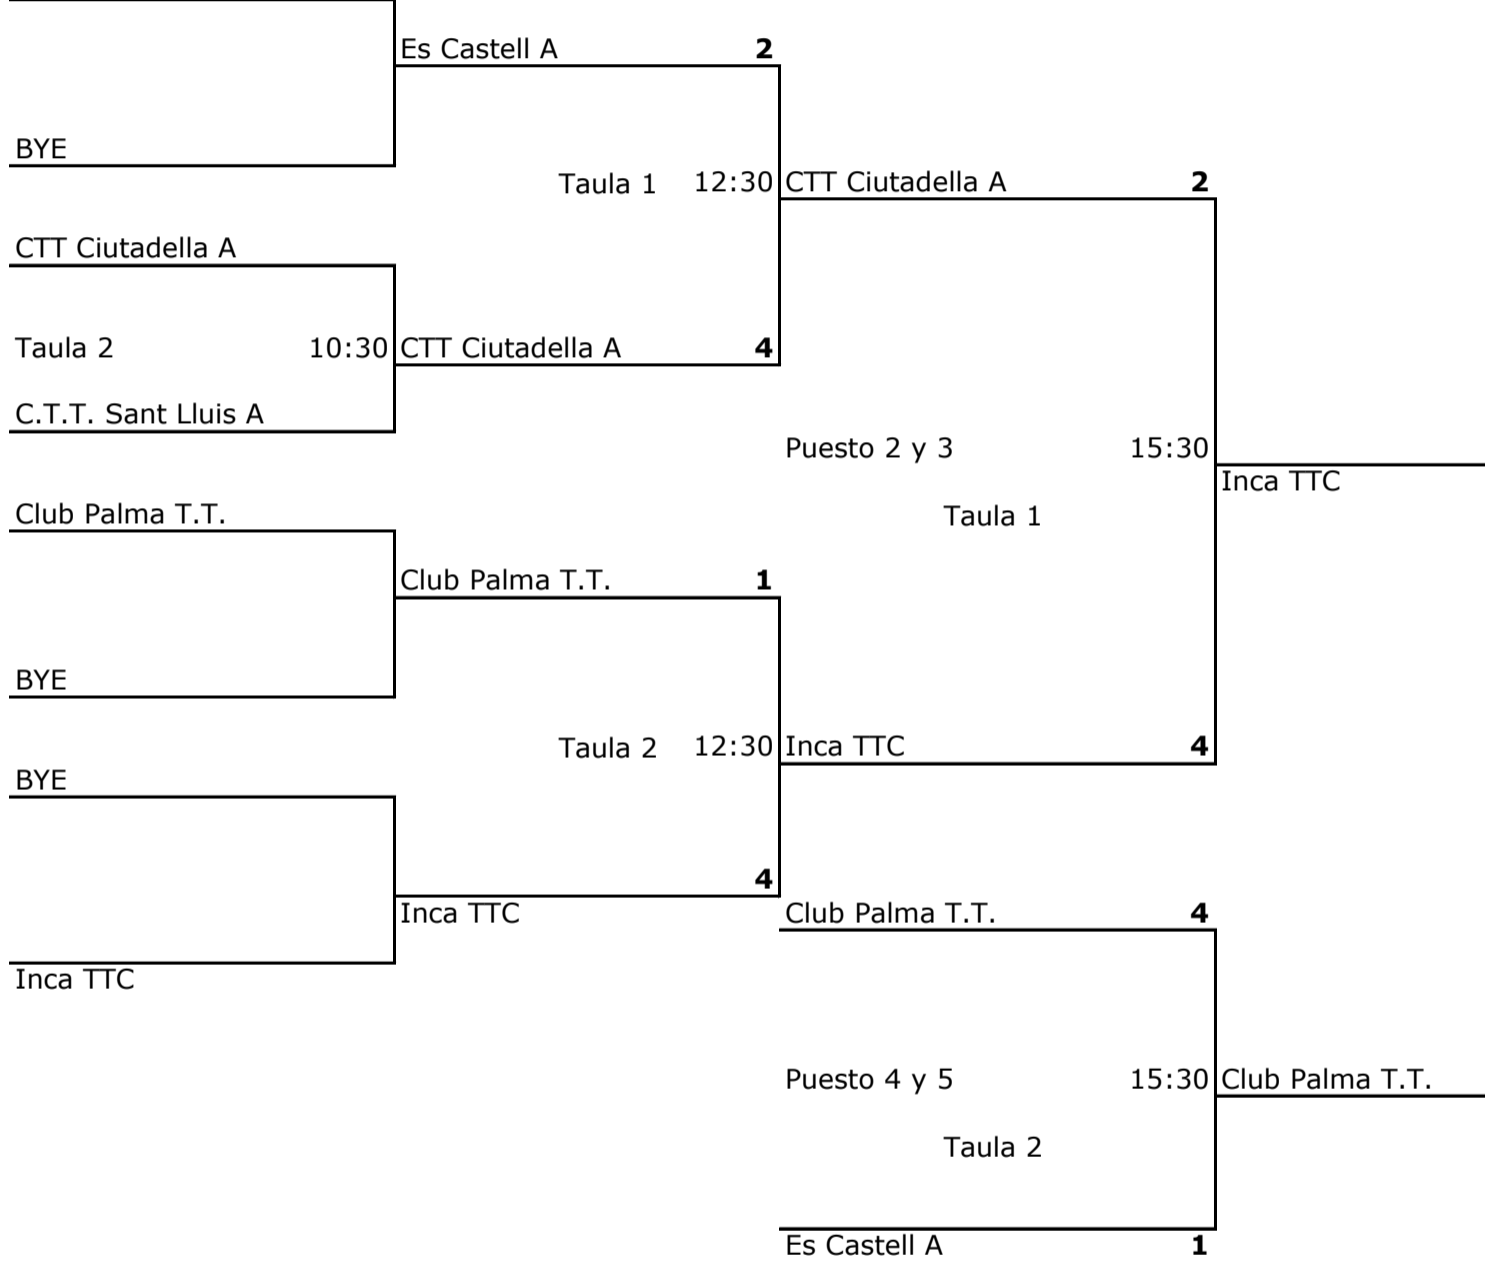 Es Castell A 2
BYE
Taula 1 12:30 CTT Ciutadella A 2
CTT Ciutadella A
Taula 2 10:30 CTT Ciutadella A 4
C.T.T. Sant Lluis A
Puesto 2 y 3 15:30
Inca TTC
Club Palma T.T.
Taula 1
Club Palma T.T. 1
BYE
Taula 2 12:30 Inca TTC 4
BYE
4
Inca TTC
Club Palma T.T. 4
Inca TTC
Puesto 4 y 5 15:30 Club Palma T.T.
Taula 2
Es Castell A 1